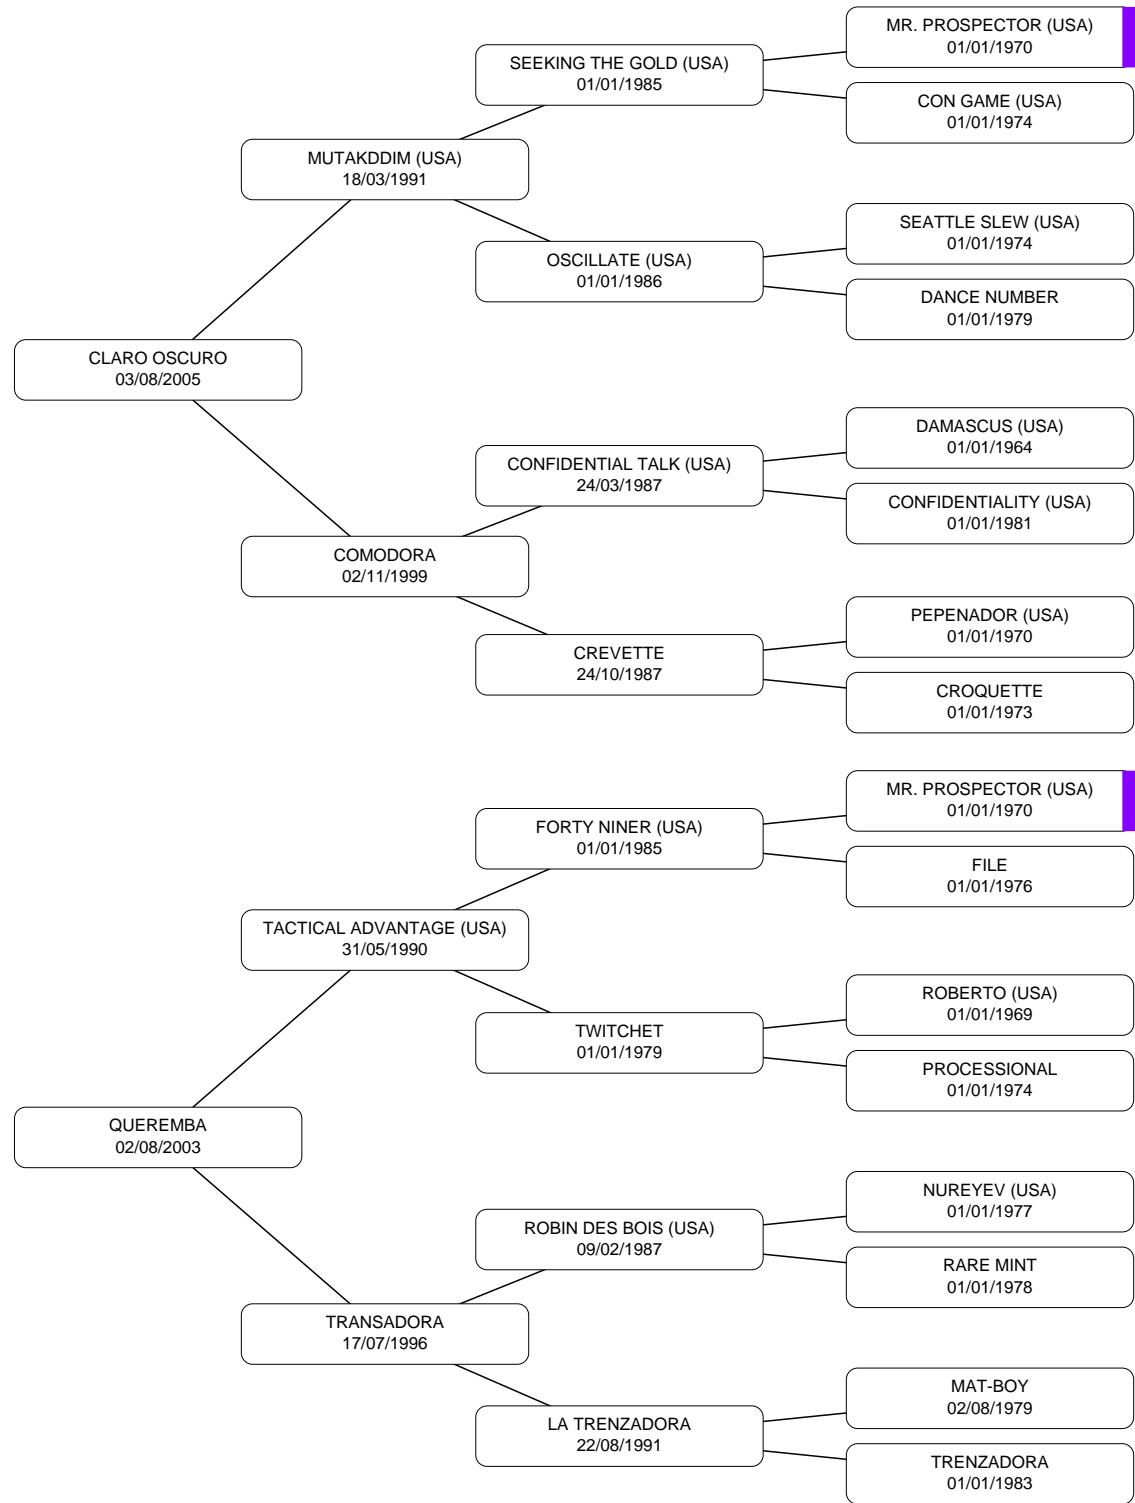 MR. PROSPECTOR (USA)
01/01/1970
SEEKING THE GOLD (USA)
01/01/1985
CON GAME (USA)
01/01/1974
MUTAKDDIM (USA)
18/03/1991
SEATTLE SLEW (USA)
01/01/1974
OSCILLATE (USA)
01/01/1986
DANCE NUMBER
01/01/1979
CLARO OSCURO
03/08/2005
DAMASCUS (USA)
01/01/1964
CONFIDENTIAL TALK (USA)
24/03/1987
CONFIDENTIALITY (USA)
01/01/1981
COMODORA
02/11/1999
PEPENADOR (USA)
01/01/1970
CREVETTE
24/10/1987
CROQUETTE
01/01/1973
MR. PROSPECTOR (USA)
01/01/1970
FORTY NINER (USA)
01/01/1985
FILE
01/01/1976
TACTICAL ADVANTAGE (USA)
31/05/1990
ROBERTO (USA)
01/01/1969
TWITCHET
01/01/1979
PROCESSIONAL
01/01/1974
QUEREMBA
02/08/2003
NUREYEV (USA)
01/01/1977
ROBIN DES BOIS (USA)
09/02/1987
RARE MINT
01/01/1978
TRANSADORA
17/07/1996
MAT-BOY
02/08/1979
LA TRENZADORA
22/08/1991
TRENZADORA
01/01/1983